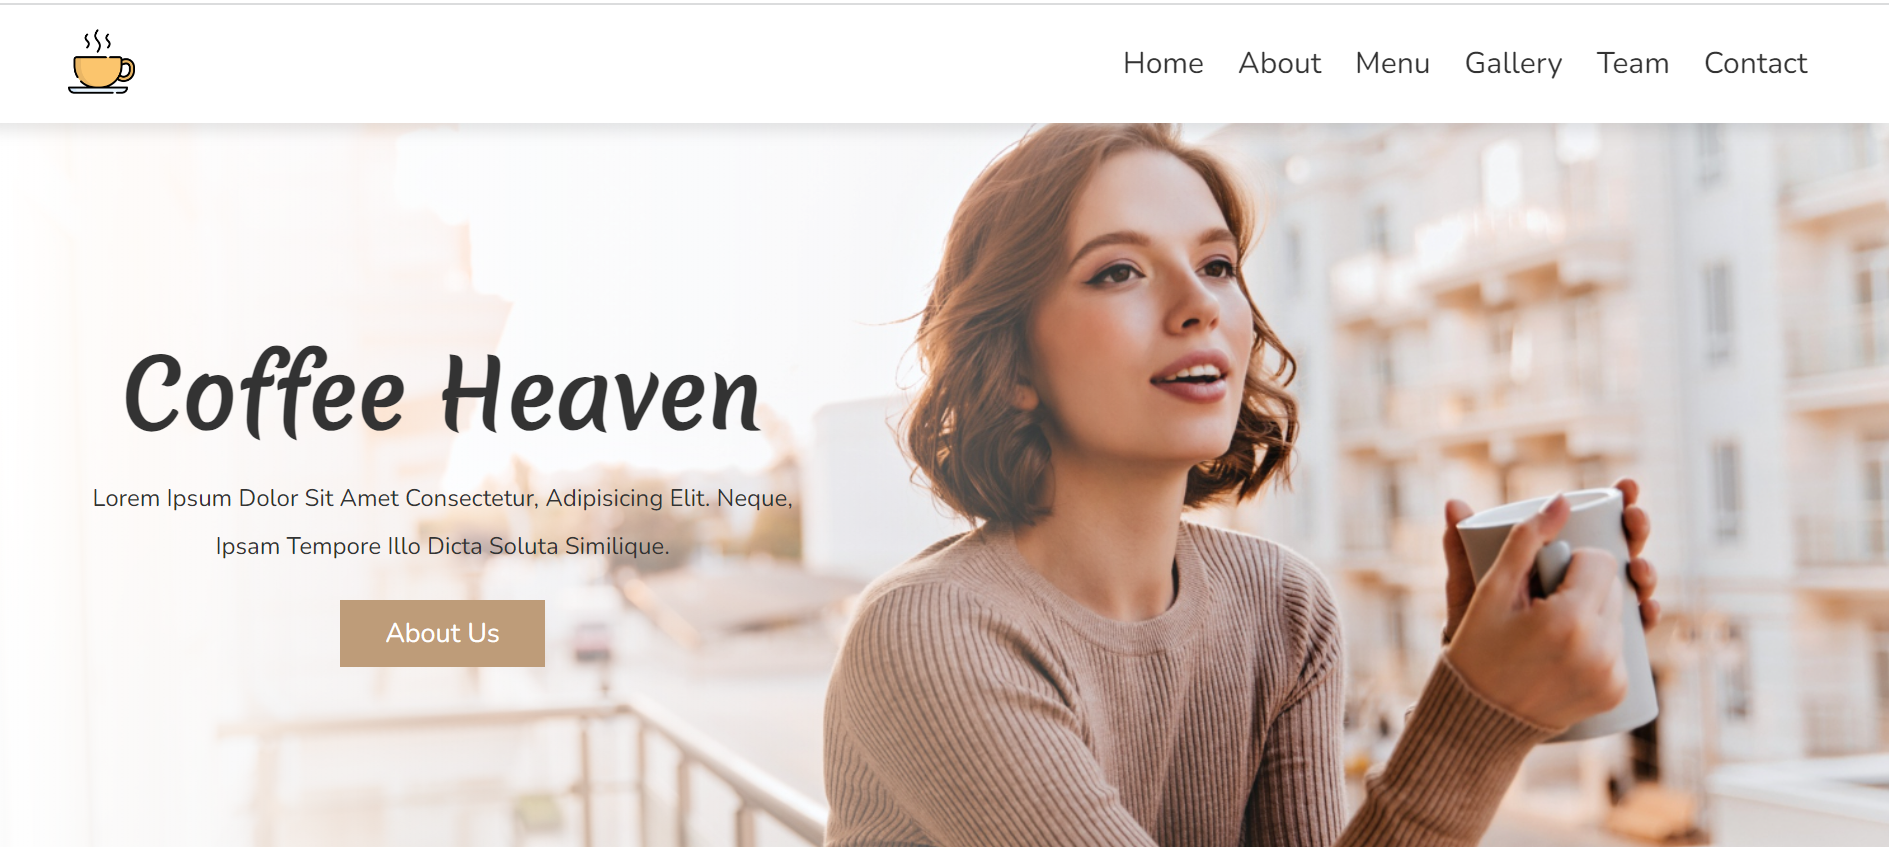 Home About Menu Gallery Team Contact
Coffee Heaven
Lorem Ipsum Dolor Sit Amet Consectetur, Adipisicing Elit. Neque,
Ipsam Tempore Illo Dicta Soluta Similique.
About Us